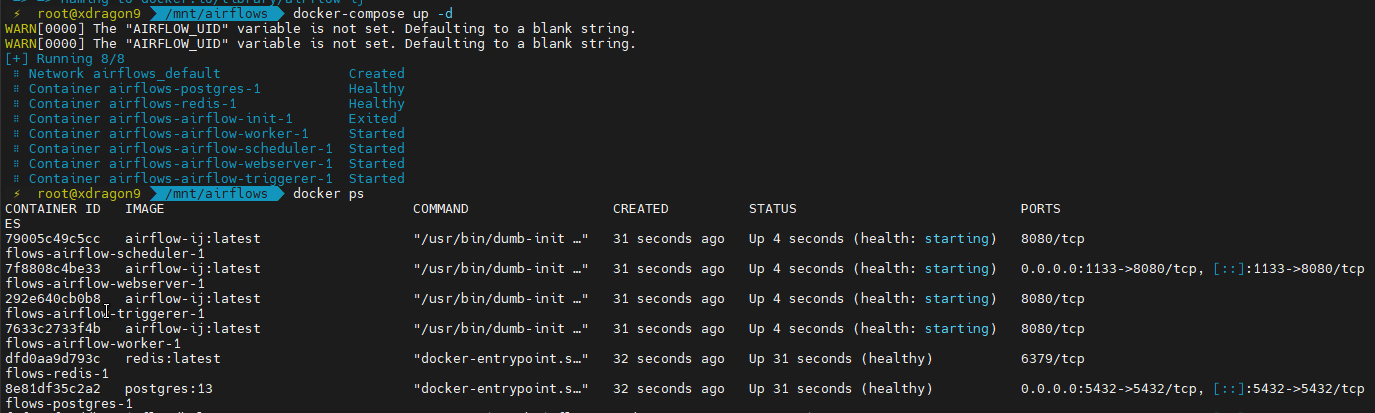 ⚡ root@xdragon9 /mnt/airflows docker-compose up -d
WARN[0000] The "AIRFLOW_UID" variable is not set. Defaulting to a blank string.
WARN[0000] The "AIRFLOW_UID" variable is not set. Defaulting to a blank string.
[+] Running 8/8
⠿ Network airflows_default Created
⠿ Container airflows-postgres-1 Healthy
⠿ Container airflows-redis-1 Healthy
⠿ Container airflows-airflow-init-1 Exited
⠿ Container airflows-airflow-worker-1 Started
⠿ Container airflows-airflow-scheduler-1 Started
⠿ Container airflows-airflow-webserver-1 Started
⠿ Container airflows-airflow-triggerer-1 Started
⚡ root@xdragon9 /mnt/airflows docker ps
CONTAINER ID IMAGE COMMAND CREATED STATUS PORTS
ES
79005c49c5cc airflow-ij:latest "/usr/bin/dumb-init …" 31 seconds ago Up 4 seconds (health: starting) 8080/tcp
flows-airflow-scheduler-1
7f8808c4be33 airflow-ij:latest "/usr/bin/dumb-init …" 31 seconds ago Up 4 seconds (health: starting) 0.0.0.0:1133->8080/tcp, [::]:1133->8080/tcp
flows-airflow-webserver-1
292e640cb0b8 airflow-ij:latest "/usr/bin/dumb-init …" 31 seconds ago Up 4 seconds (health: starting) 8080/tcp
flows-airflow-triggerer-1
7633c2733f4b airflow-ij:latest "/usr/bin/dumb-init …" 31 seconds ago Up 4 seconds (health: starting) 8080/tcp
flows-airflow-worker-1
dfd0aa9d793c redis:latest "docker-entrypoint.s…" 32 seconds ago Up 31 seconds (healthy) 6379/tcp
flows-redis-1
8e81df35c2a2 postgres:13 "docker-entrypoint.s…" 32 seconds ago Up 31 seconds (healthy) 0.0.0.0:5432->5432/tcp, [::]:5432->5432/tcp
flows-postgres-1